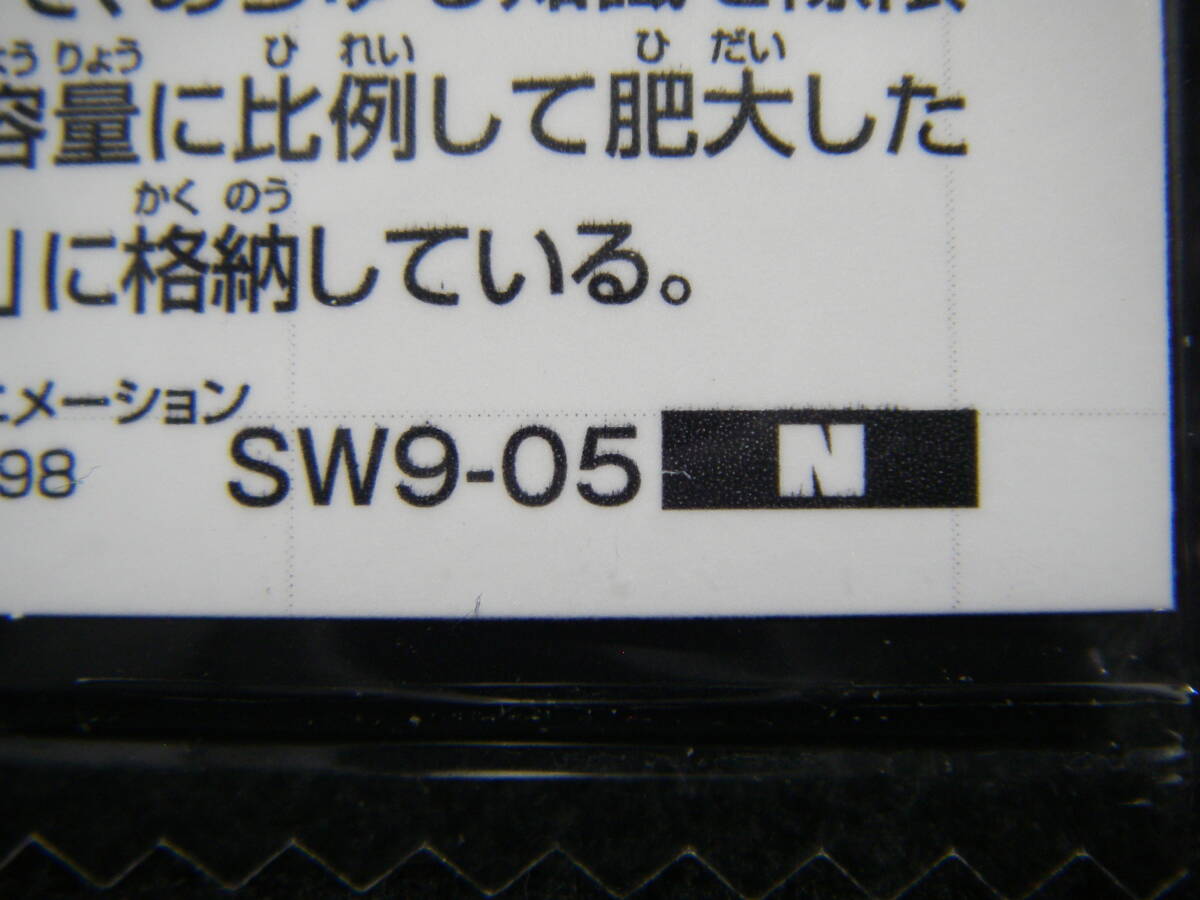 容量に比例して肥大した
」に格納している。
ニメーション
98
SW9-05 N